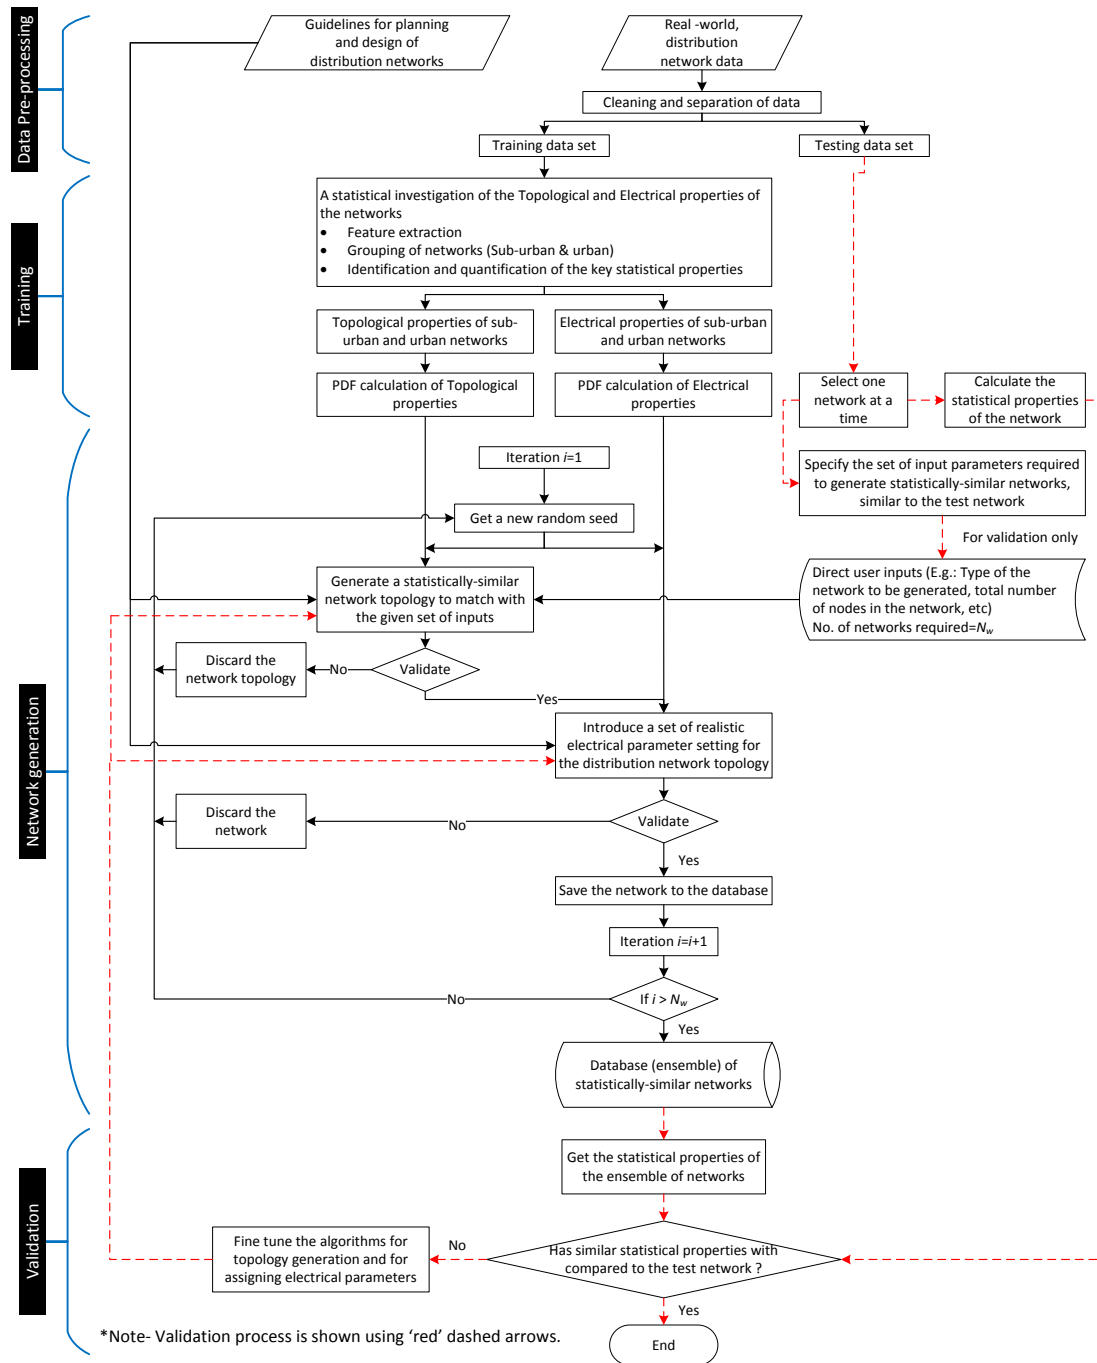 Data Pre-processing
Guidelines for planning
and design of
distribution networks
Real -world,
distribution
network data
Cleaning and separation of data
Training data set
Testing data set
Training
A statistical investigation of the Topological and Electrical properties of
the networks
• Feature extraction
• Grouping of networks (Sub-urban & urban)
• Identification and quantification of the key statistical properties
Topological properties of sub-
urban and urban networks
Electrical properties of sub-urban
and urban networks
PDF calculation of Topological
properties
PDF calculation of Electrical
properties
Select one
network at a
time
Calculate the
statistical properties
of the network
Network generation
Iteration i=1
Get a new random seed
Specify the set of input parameters required
to generate statistically-similar networks,
similar to the test network
For validation only
Generate a statistically-similar
network topology to match with
the given set of inputs
Direct user inputs (E.g.: Type of the
network to be generated, total number
of nodes in the network, etc)
No. of networks required=Nw
Discard the
network topology
No
Validate
Yes
Introduce a set of realistic
electrical parameter setting for
the distribution network topology
Discard the
network
No
Validate
Yes
Save the network to the database
Iteration i=i+1
No
If i > Nw
Yes
Database (ensemble) of
statistically-similar networks
Validation
Get the statistical properties of
the ensemble of networks
Fine tune the algorithms for
topology generation and for
assigning electrical parameters
No
Has similar statistical properties with
compared to the test network ?
Yes
End
*Note- Validation process is shown using ‘red’ dashed arrows.